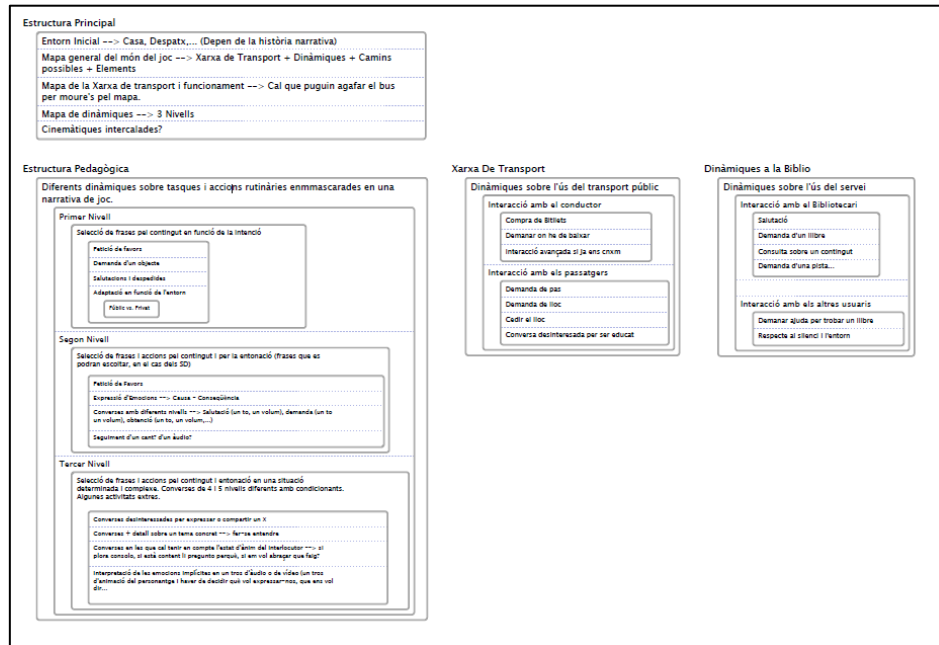 Estructura Principal
Entorn Inicial --> Casa, Despatx,... (Depen de la història narrativa)
Mapa general del món del joc --> Xarxa de Transport + Dinàmiques + Camins
possibles + Elements
Mapa de la Xarxa de transport i funcionament --> Cal que puguin agafar el bus
per moure's pel mapa.
Mapa de dinàmiques --> 3 Nivells
Cinemàtiques intercalades?
Estructura Pedagògica
Diferents dinàmiques sobre tasques i accions rutinàries enmmascarades en una
narrativa de joc.
Primer Nivell
Selecció de frases pel contingut en funció de la intenció
Petició de favors
Demanda d'un objecte
Salutacions i despedides
Adaptació en funció de l'entorn
Públic vs. Privat
Segon Nivell
Selecció de frases i accions pel contingut i per la entonació (frases que es
podran escoltar, en el cas dels SD)
Petició de Favors
Expressió d'Emocions --> Causa - Conseqüència
Converses amb diferents nivells --> Salutació (un to, un volum), demanda (un to
un volum), obtenció (un to, un volum,...)
Seguiment d'un cant? d'un àudio?
Tercer Nivell
Selecció de frases i accions pel contingut i entonació en una situació
determinada i complexe. Converses de 4 i 5 nivells diferents amb condicionants.
Algunes activitats extres.
Converses desinteressades per expressar o compartir un X
Converses + detall sobre un tema concret --> fer-se entendre
Converses en les que cal tenir en compte l'estat d'ànim del interlocutor --> si
plora consolo, si està content li pregunto perquè, si em vol abraçar que faig?
Interpretació de les emocions implícites en un tros d'àudio o de vídeo (un tros
d'animació del personantge i haver de decidir què vol expressar-nos, que ens vol
dir...
Xarxa De Transport
Dinàmiques sobre l'ús del transport públic
Interacció amb el conductor
Compra de Bitllets
Demanar on he de baixar
Interacció avançada si ja ens cnxm
Interacció amb els passatgers
Demanda de pas
Demanda de lloc
Cedir el lloc
Conversa desinteresada per ser educat
Dinàmiques a la Biblio
Dinàmiques sobre l'ús del servei
Interacció amb el Bibliotecari
Salutació
Demanda d'un llibre
Consulta sobre un contingut
Demanda d'una pista...
Interacció amb els altres usuaris
Demanar ajuda per trobar un llibre
Respecte al silenci i l'entorn